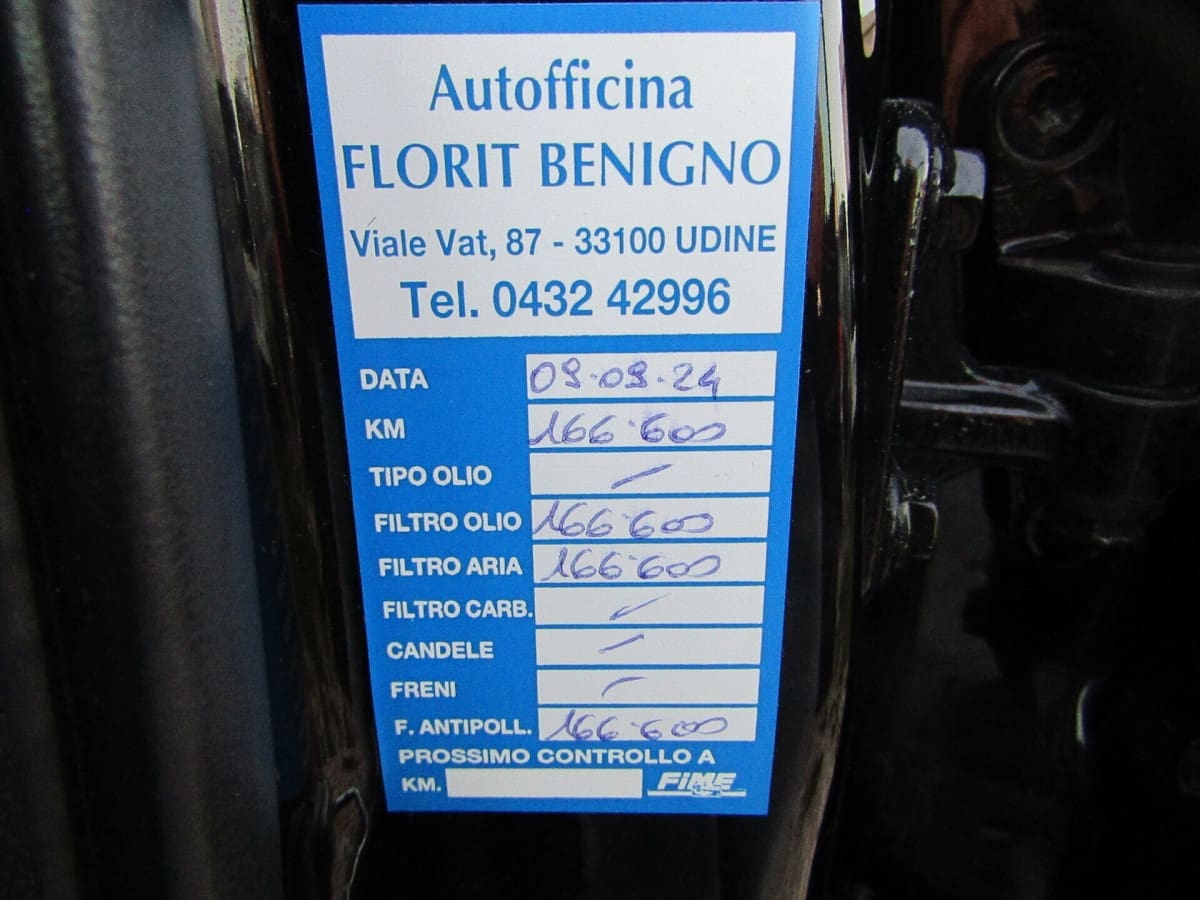 Autofficina
FLORIT BENIGNO
Viale Vat, 87 - 33100 UDINE
Tel. 0432 42996
DATA 09.09.24
KM 166.600
TIPO OLIO /
FILTRO OLIO 166.600
FILTRO ARIA 166.600
FILTRO CARB. /
CANDELE /
FRENI /
F. ANTIPOLL. 166.600
PROSSIMO CONTROLLO A
KM. FIME